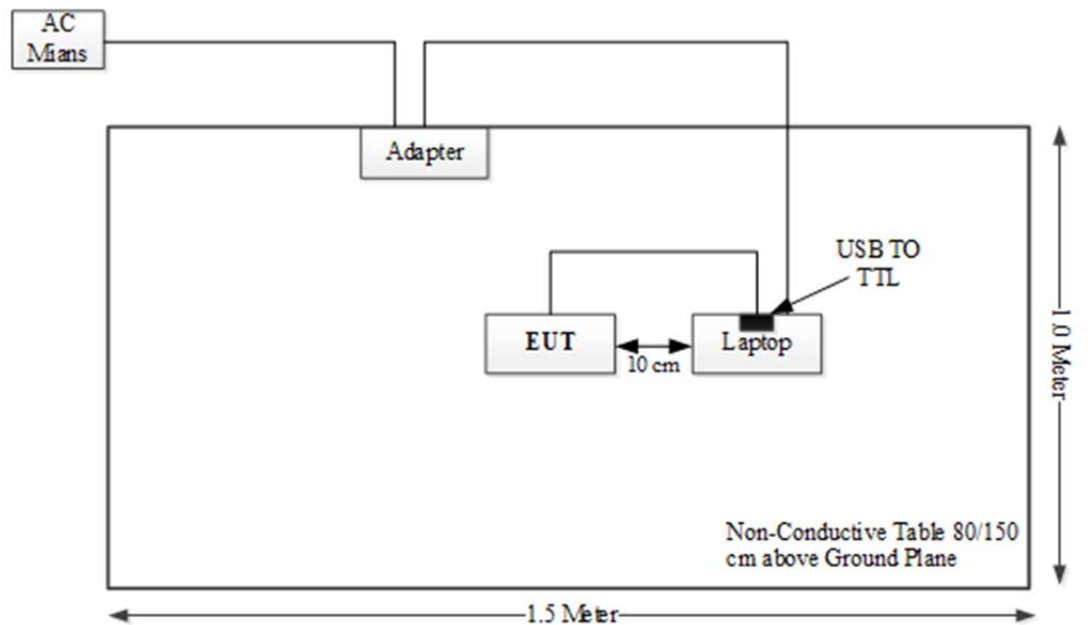 AC
Mians
Adapter
USB TO
TTL
EUT
10 cm
Laptop
1.0 Meter
Non-Conductive Table 80/150
cm above Ground Plane
1.5 Meter